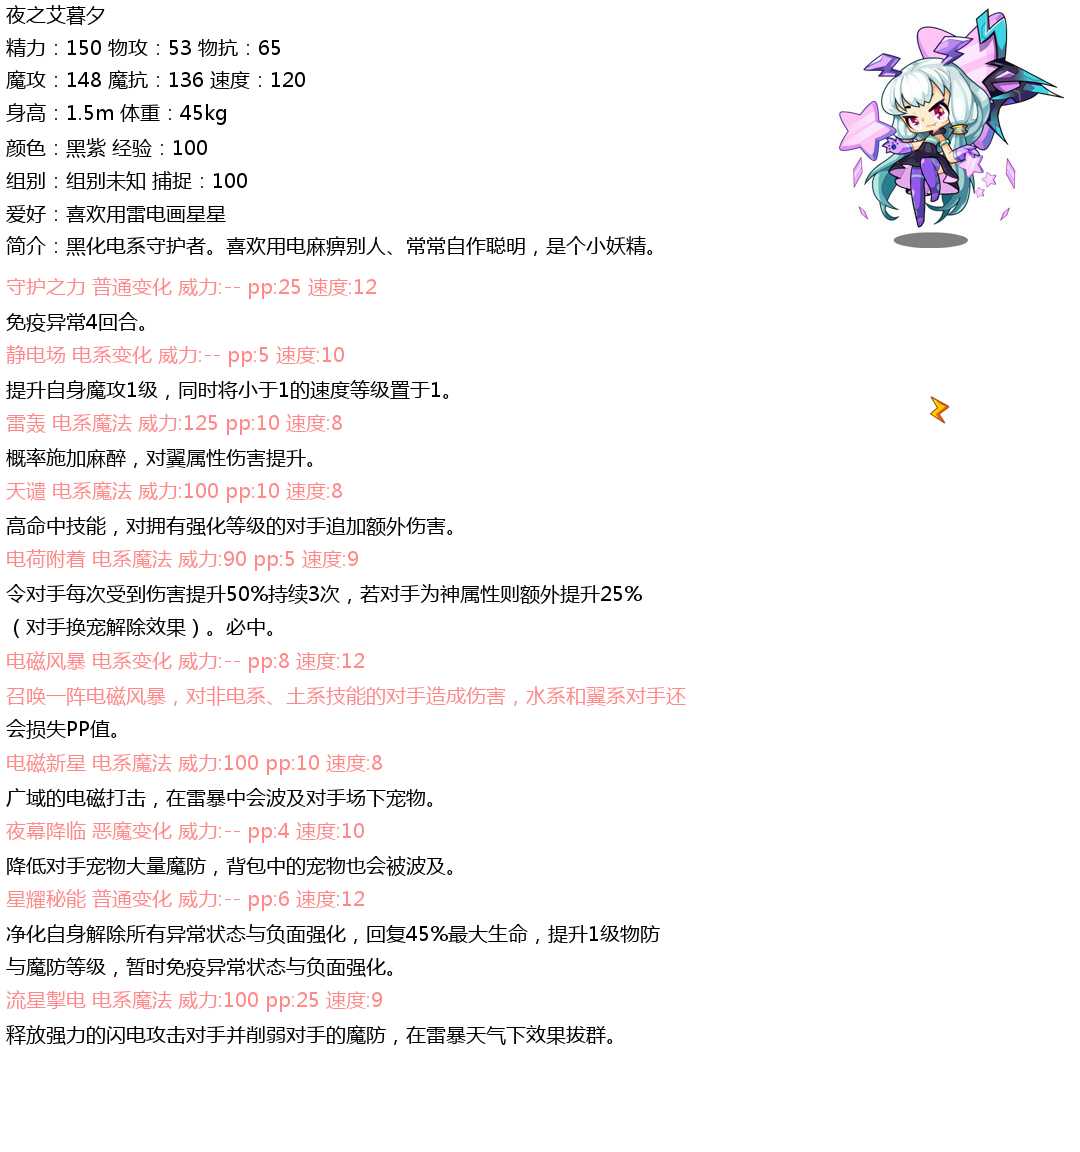 夜之艾暮夕
精力：150 物攻：53 物抗：65
魔攻：148 魔抗：136 速度：120
身高：1.5m 体重：45kg
颜色：黑紫 经验：100
组别：组别未知 捕捉：100
爱好：喜欢用雷电画星星
简介：黑化电系守护者。喜欢用电麻痹别人、常常自作聪明，是个小妖精。
守护之力 普通变化 威力:-- pp:25 速度:12
免疫异常4回合。
静电场 电系变化 威力:-- pp:5 速度:10
提升自身魔攻1级，同时将小于1的速度等级置于1。
雷轰 电系魔法 威力:125 pp:10 速度:8
概率施加麻醉，对翼属性伤害提升。
天谴 电系魔法 威力:100 pp:10 速度:8
高命中技能，对拥有强化等级的对手追加额外伤害。
电荷附着 电系魔法 威力:90 pp:5 速度:9
令对手每次受到伤害提升50%持续3次，若对手为神属性则额外提升25%
（对手换宠解除效果）。必中。
电磁风暴 电系变化 威力:-- pp:8 速度:12
召唤一阵电磁风暴，对非电系、土系技能的对手造成伤害，水系和翼系对手还
会损失PP值。
电磁新星 电系魔法 威力:100 pp:10 速度:8
广域的电磁打击，在雷暴中会波及对手场下宠物。
夜幕降临 恶魔变化 威力:-- pp:4 速度:10
降低对手宠物大量魔防，背包中的宠物也会被波及。
星耀秘能 普通变化 威力:-- pp:6 速度:12
净化自身解除所有异常状态与负面强化，回复45%最大生命，提升1级物防
与魔防等级，暂时免疫异常状态与负面强化。
流星掣电 电系魔法 威力:100 pp:25 速度:9
释放强力的闪电攻击对手并削弱对手的魔防，在雷暴天气下效果拔群。